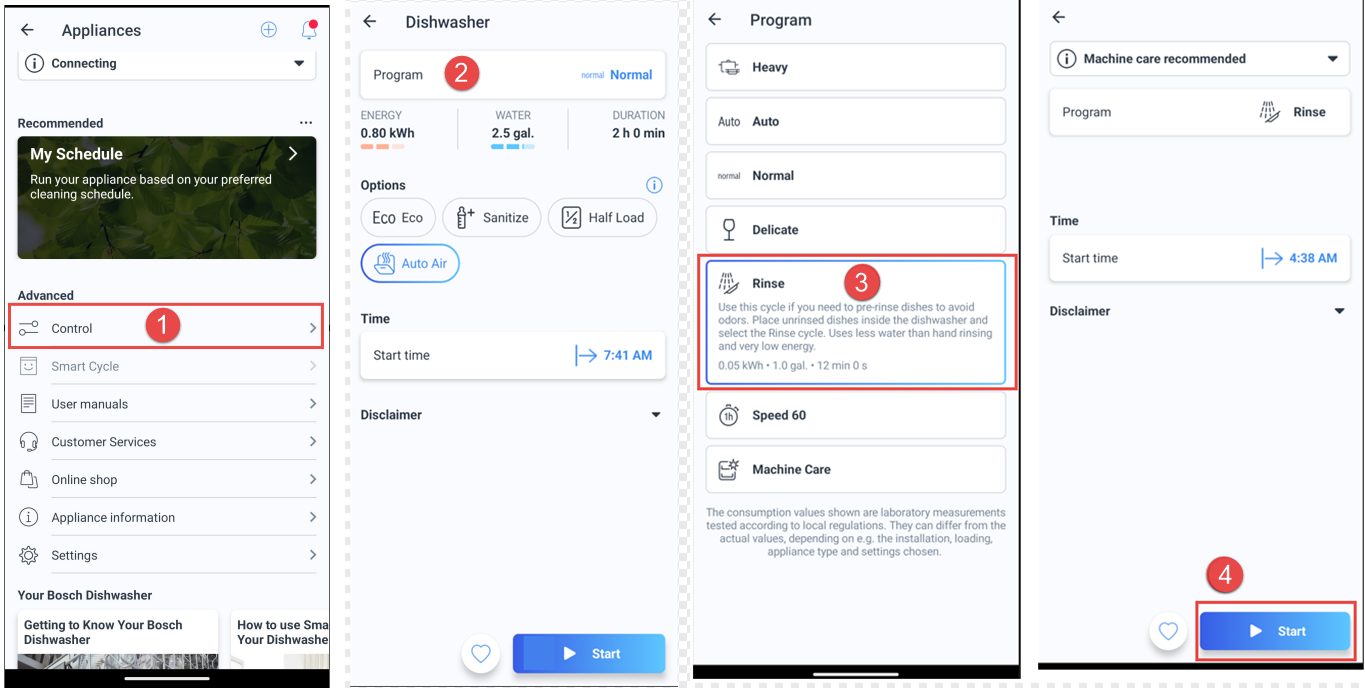 Appliances
Connecting
Recommended
...
My Schedule
Run your appliance based on your preferred
cleaning schedule.
Advanced
Control
1
Smart Cycle
User manuals
Customer Services
Online shop
Appliance information
Settings
Your Bosch Dishwasher
Getting to Know Your Bosch
Dishwasher
How to use Sma
Your Dishwashe
Dishwasher
Program
2
normal Normal
ENERGY
0.80 kWh
WATER
2.5 gal.
DURATION
2 h 0 min
Options
Eco Eco
Sanitize
1/2 Half Load
Auto Air
Time
Start time
7:41 AM
Disclaimer
Start
Program
Heavy
Auto Auto
normal Normal
Delicate
Rinse
3
Use this cycle if you need to pre-rinse dishes to avoid
odors. Place unrinsed dishes inside the dishwasher and
select the Rinse cycle. Uses less water than hand rinsing
and very low energy.
0.05 kWh • 1.0 gal. • 12 min 0 s
1h Speed 60
Machine Care
The consumption values shown are laboratory measurements
tested according to local regulations. They can differ from the
actual values, depending on e.g. the installation, loading,
appliance type and settings chosen.
Machine care recommended
Program
Rinse
Time
Start time
4:38 AM
Disclaimer
4
Start